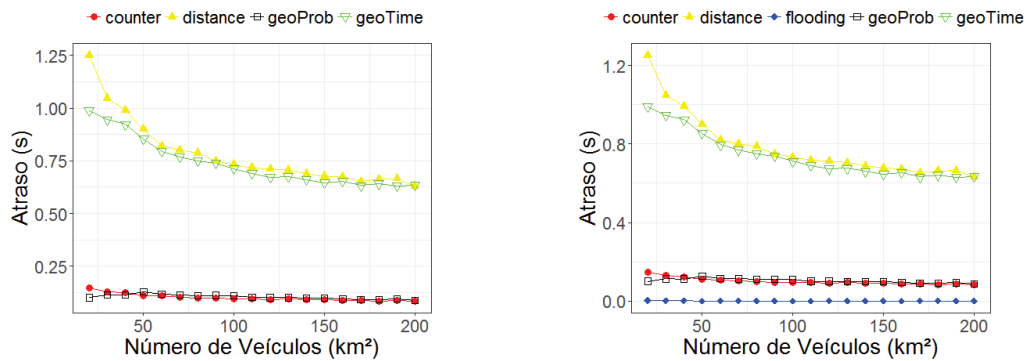 counter distance geoProb geoTime
1.25
1.00
0.75
0.50
0.25
Atraso (s)
50 100 150 200
Número de Veículos (km²)
counter distance flooding geoProb geoTime
1.2
0.8
0.4
0.0
Atraso (s)
50 100 150 200
Número de Veículos (km²)